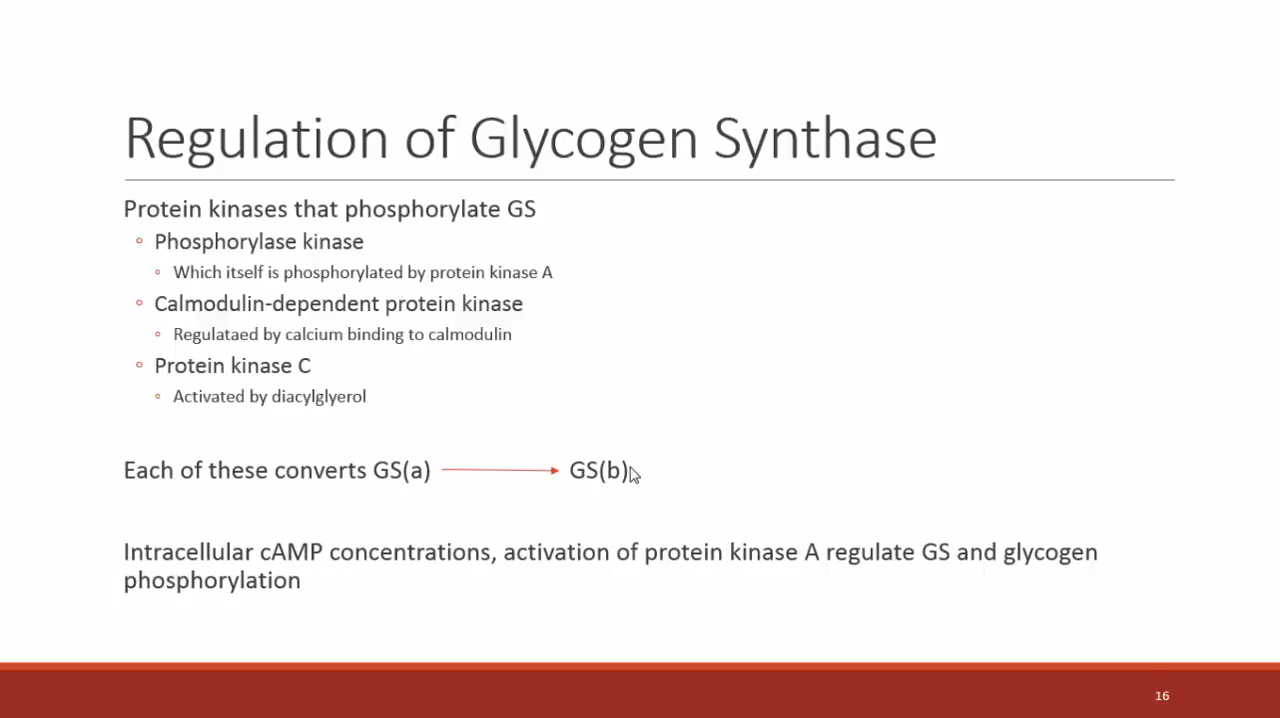 Regulation of Glycogen Synthase
Protein kinases that phosphorylate GS
◦ Phosphorylase kinase
◦ Which itself is phosphorylated by protein kinase A
◦ Calmodulin-dependent protein kinase
◦ Regulataed by calcium binding to calmodulin
◦ Protein kinase C
◦ Activated by diacylglyerol
Each of these converts GS(a) → GS(b)
Intracellular cAMP concentrations, activation of protein kinase A regulate GS and glycogen
phosphorylation
16